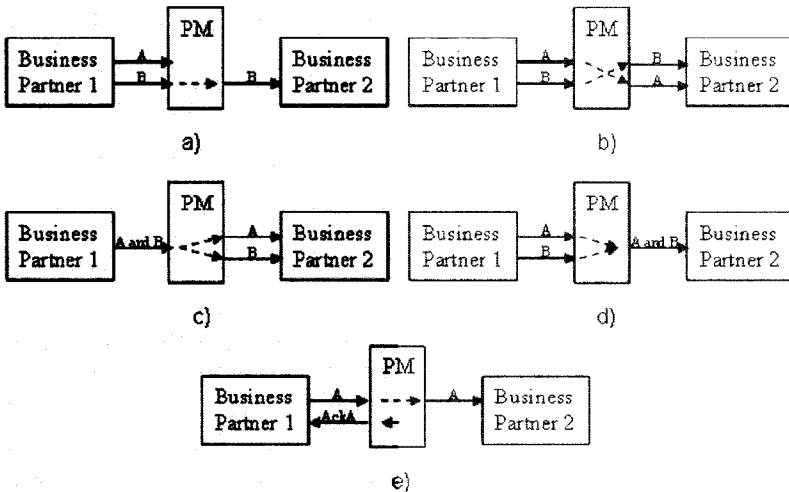 PM
PM
Business
Partner 1
A
B
B
Business
Partner 2
Business
Partner 1
A
B
B
A
Business
Partner 2
a)
b)
PM
PM
Business
Partner 1
A and B
A
B
Business
Partner 2
Business
Partner 1
A
B
A and B
Business
Partner 2
c)
d)
PM
Business
Partner 1
A
AckA
A
Business
Partner 2
e)